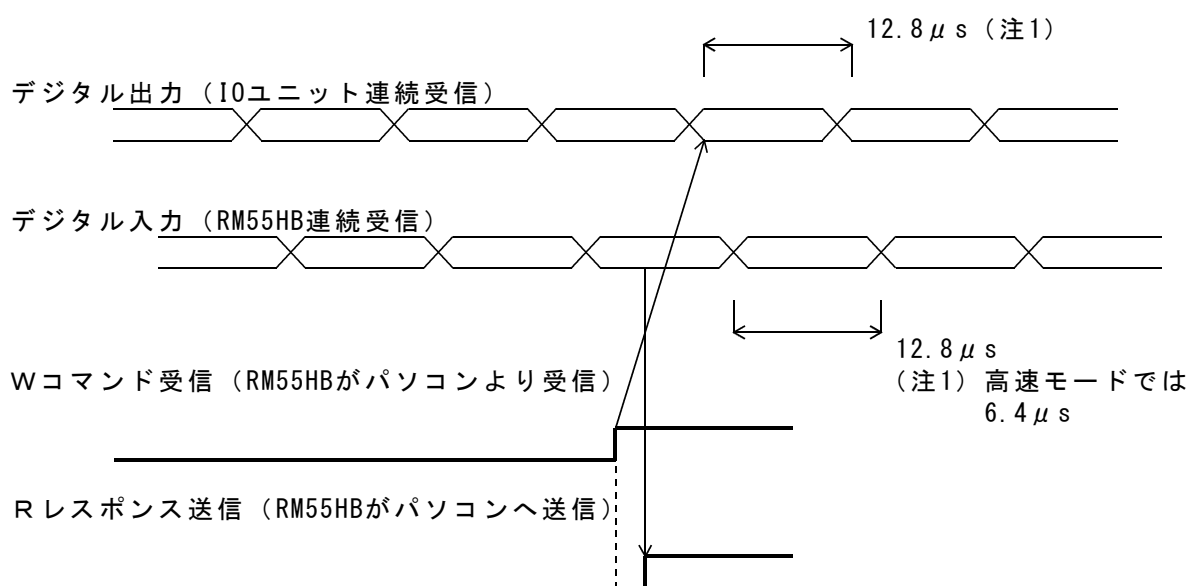 12.8μs（注1）
デジタル出力（IOユニット連続受信）
デジタル入力（RM55HB連続受信）
12.8μs
（注1）高速モードでは
6.4μs
Wコマンド受信（RM55HBがパソコンより受信）
Rレスポンス送信（RM55HBがパソコンへ送信）